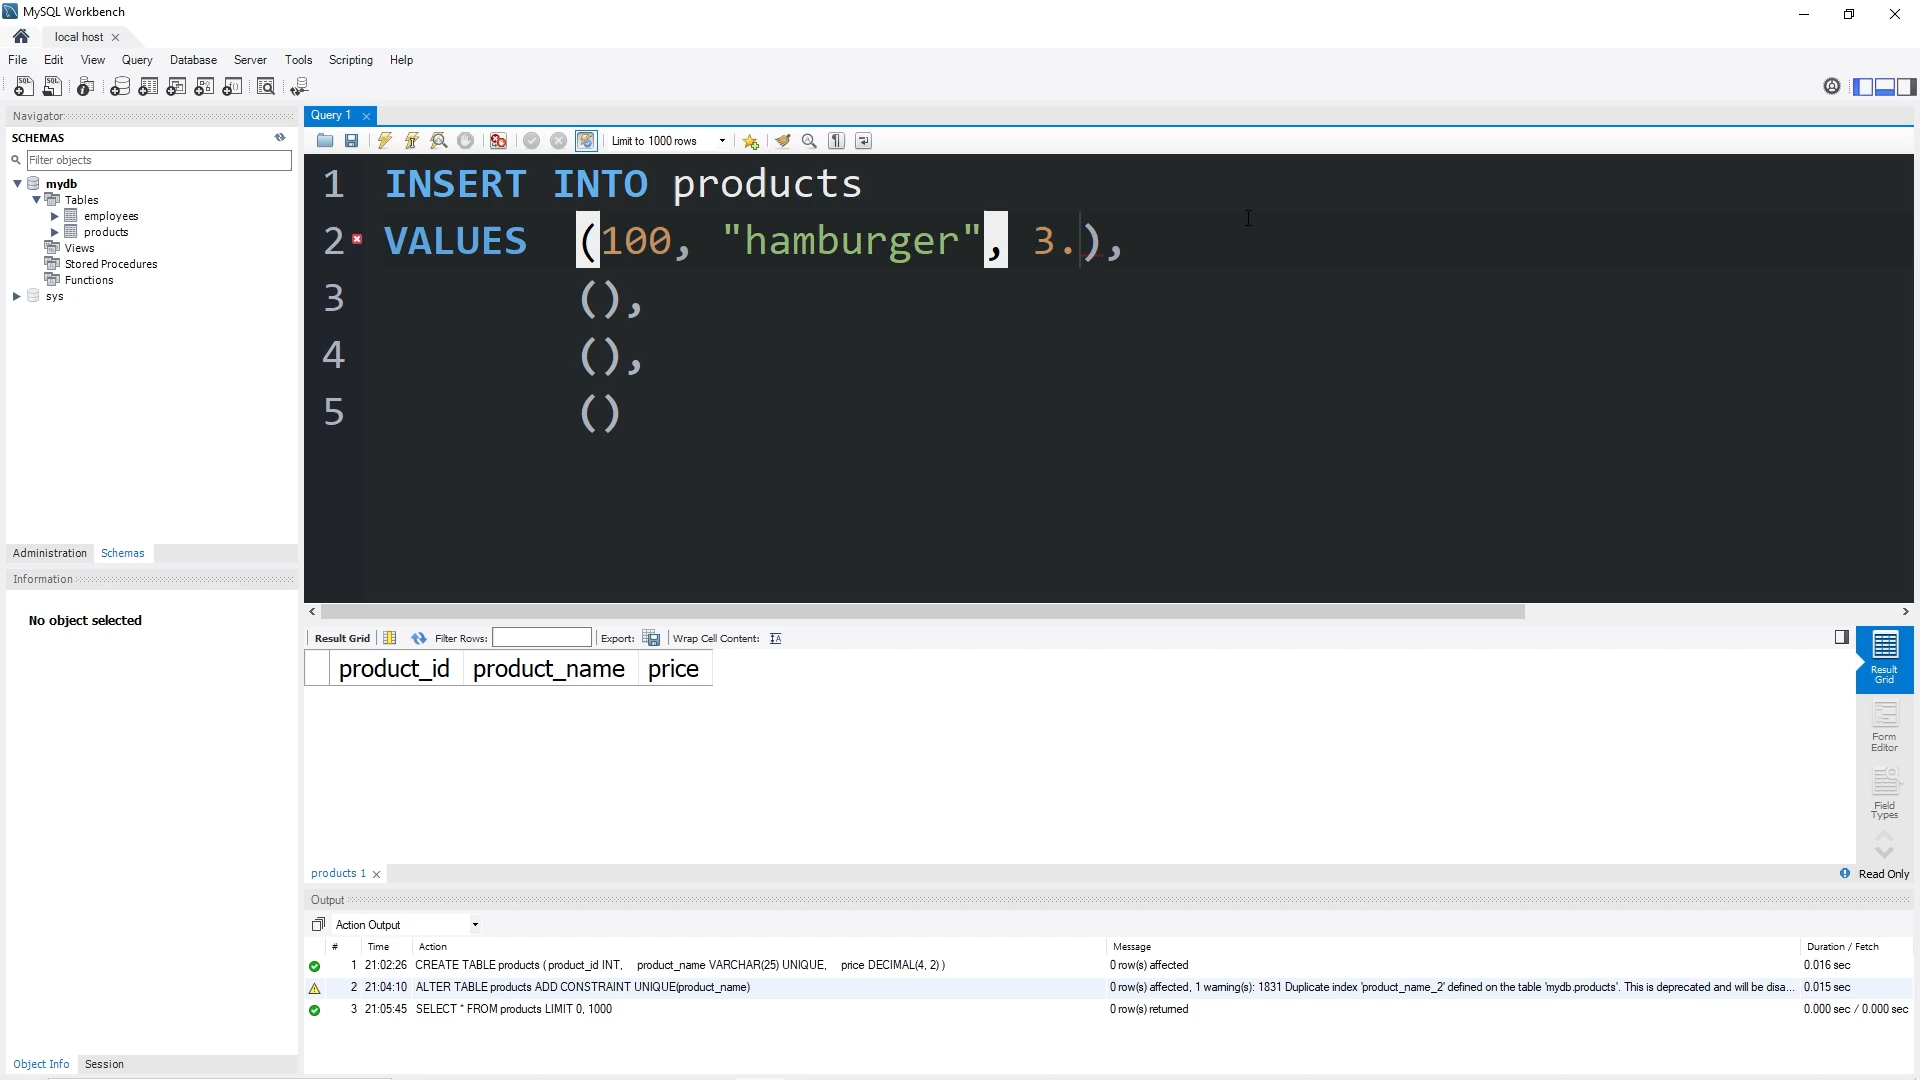 MySQL Workbench
local host
File Edit View Query Database Server Tools Scripting Help
Navigator
SCHEMAS
Filter objects
mydb
Tables
employees
products
Views
Stored Procedures
Functions
sys
Administration Schemas
Information
No object selected
Object Info Session
Query 1
Limit to 1000 rows
1 INSERT INTO products
2 VALUES (100, "hamburger", 3.),
3 (),
4 (),
5 ()
Result Grid Filter Rows: Export: Wrap Cell Content:
product_id product_name price
Result Grid
Form Editor
Field Types
products 1
Read Only
Output
Action Output
# Time Action Message Duration / Fetch
1 21:02:26 CREATE TABLE products ( product_id INT, product_name VARCHAR(25) UNIQUE, price DECIMAL(4, 2) ) 0 row(s) affected 0.016 sec
2 21:04:10 ALTER TABLE products ADD CONSTRAINT UNIQUE(product_name) 0 row(s) affected, 1 warning(s): 1831 Duplicate index 'product_name_2' defined on the table 'mydb.products'. This is deprecated and will be disa... 0.015 sec
3 21:05:45 SELECT * FROM products LIMIT 0, 1000 0 row(s) returned 0.000 sec / 0.000 sec